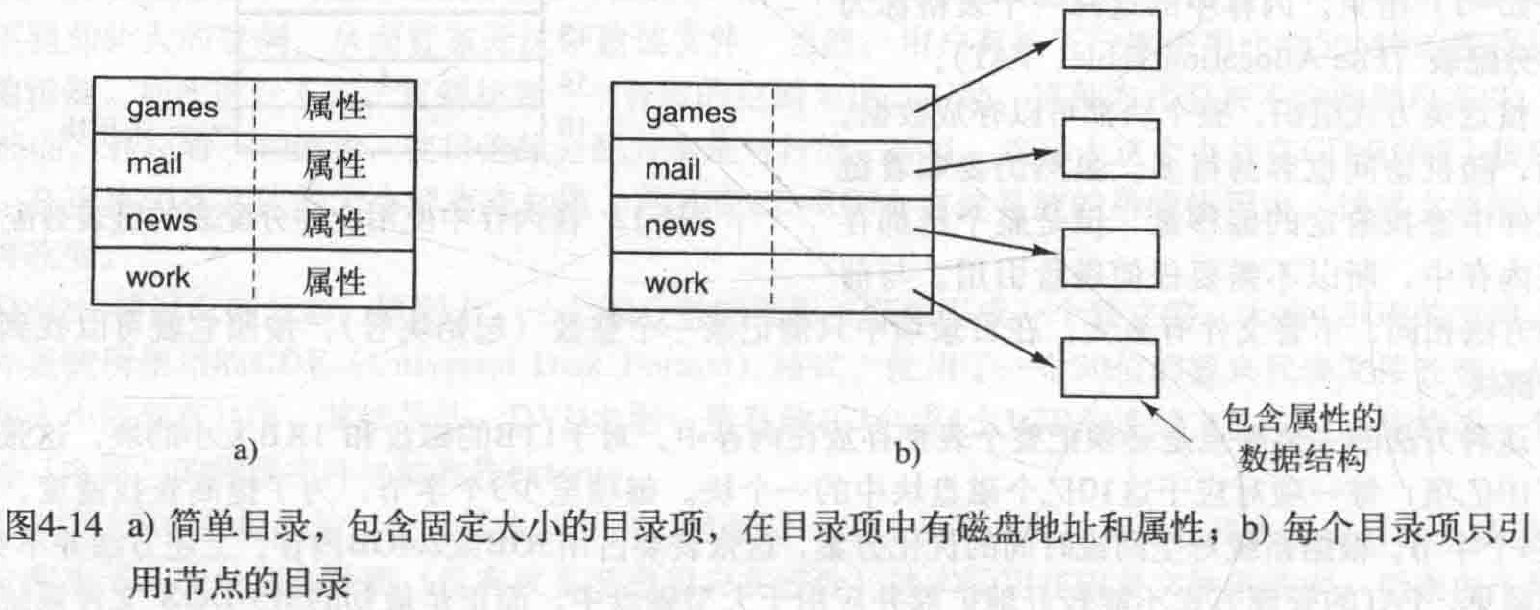 games 属性
mail 属性
news 属性
work 属性
a)
games
mail
news
work
b)
包含属性的
数据结构
图4-14 a) 简单目录，包含固定大小的目录项，在目录项中有磁盘地址和属性；b) 每个目录项只引
用i节点的目录